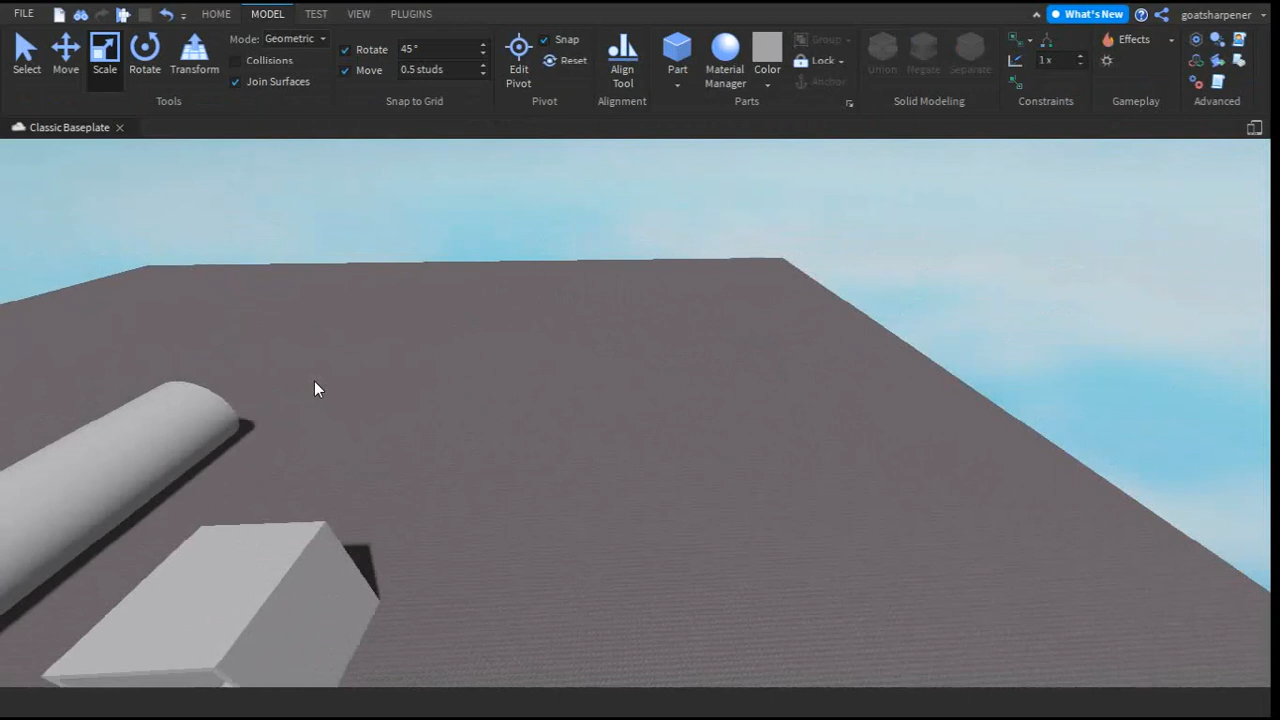 FILE HOME MODEL TEST VIEW PLUGINS What's New goatsharpener
Select Move Scale Rotate Transform
Mode: Geometric
Collisions
Join Surfaces
Tools
Rotate 45°
Move 0.5 studs
Snap to Grid
Edit
Pivot
Snap
Reset
Pivot
Align
Tool
Alignment
Part
Material
Manager
Color
Group
Lock
Anchor
Parts
Union Negate Separate
Solid Modeling
1 x
Constraints
Effects
Gameplay
Advanced
Classic Baseplate